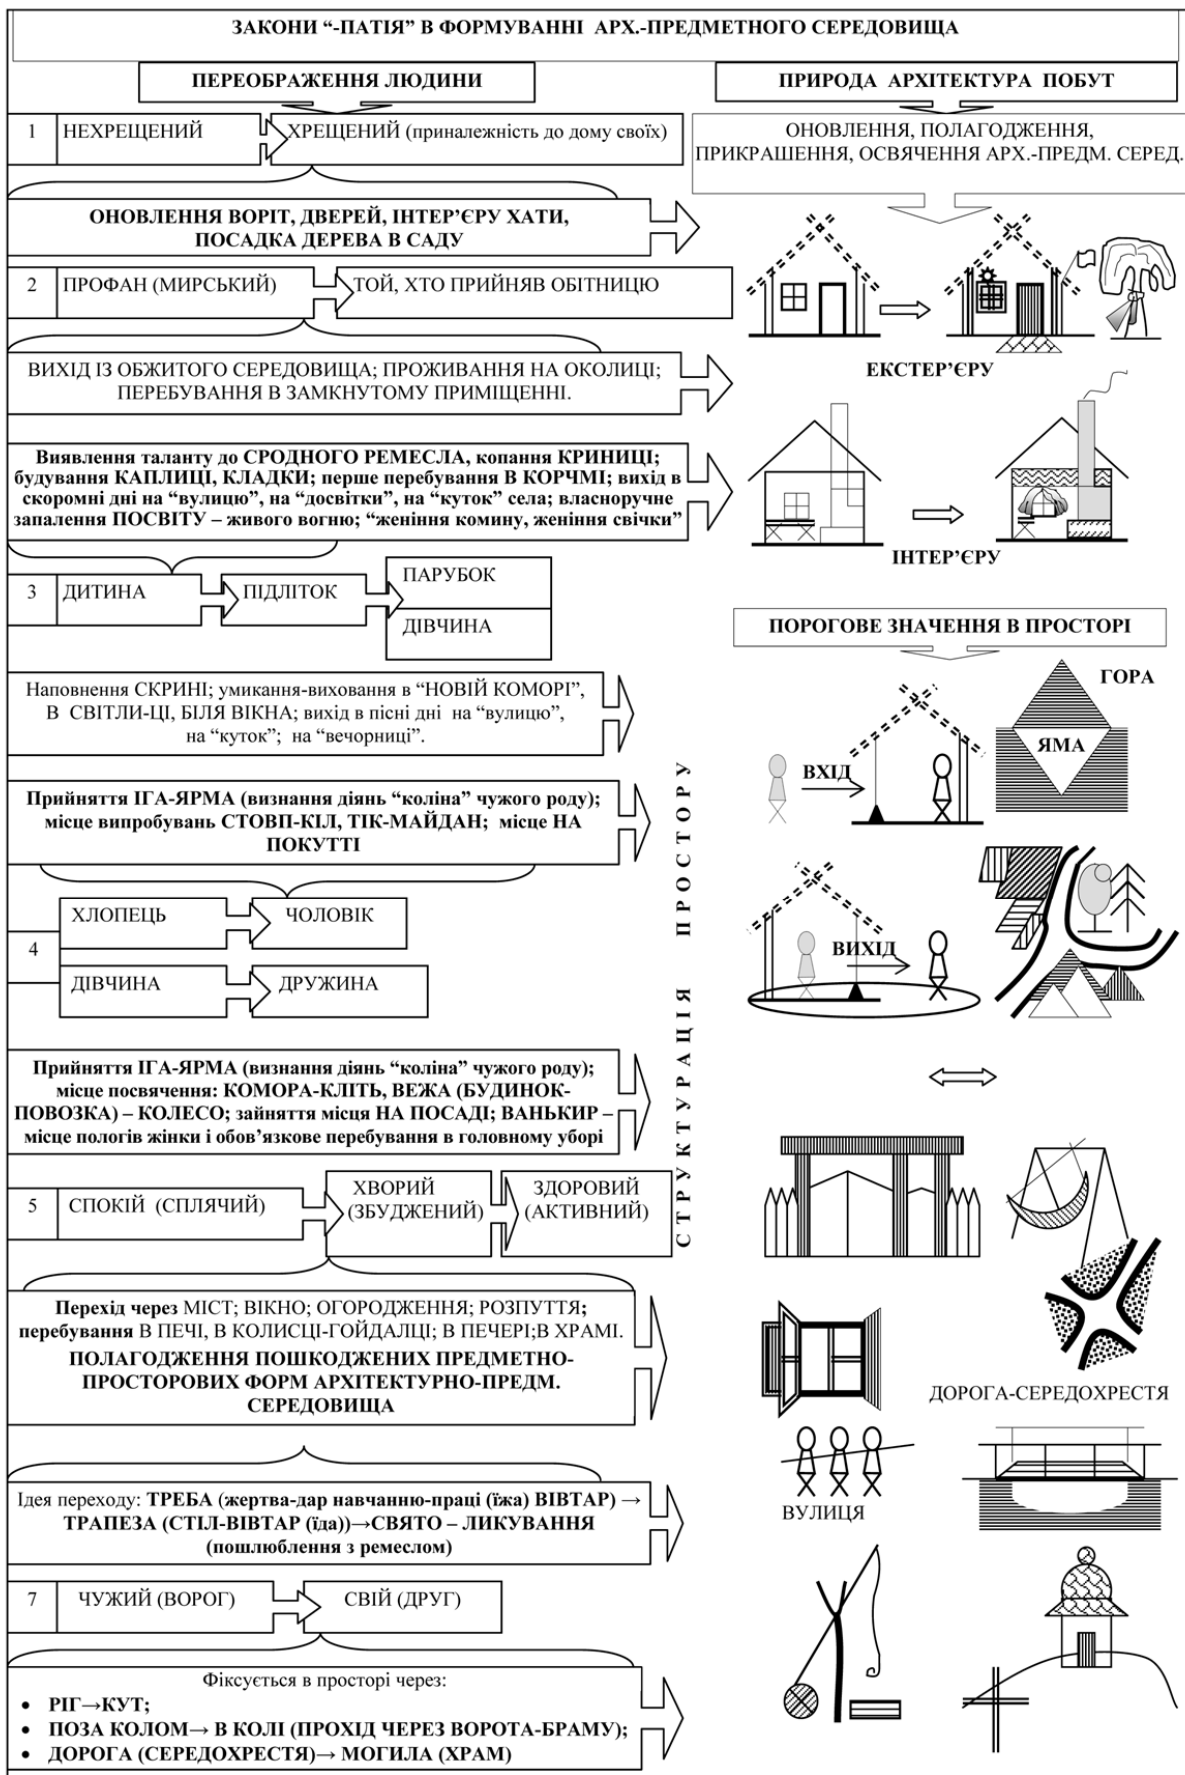 ЗАКОНИ “-ПАТІЯ” В ФОРМУВАННІ АРХ.-ПРЕДМЕТНОГО СЕРЕДОВИЩА
ПЕРЕОБРАЖЕННЯ ЛЮДИНИ
ПРИРОДА АРХІТЕКТУРА ПОБУТ
1 НЕХРЕЩЕНИЙ ХРЕЩЕНИЙ (приналежність до дому своїх)
ОНОВЛЕННЯ, ПОЛАГОДЖЕННЯ,
ПРИКРАШЕННЯ, ОСВЯЧЕННЯ АРХ.-ПРЕДМ. СЕРЕД.
ОНОВЛЕННЯ ВОРІТ, ДВЕРЕЙ, ІНТЕР’ЄРУ ХАТИ,
ПОСАДКА ДЕРЕВА В САДУ
2 ПРОФАН (МИРСЬКИЙ) ТОЙ, ХТО ПРИЙНЯВ ОБІТНИЦЮ
ВИХІД ІЗ ОБЖИТОГО СЕРЕДОВИЩА; ПРОЖИВАННЯ НА ОКОЛИЦІ;
ПЕРЕБУВАННЯ В ЗАМКНУТОМУ ПРИМІЩЕННІ.
ЕКСТЕР’ЄРУ
Виявлення таланту до СРОДНОГО РЕМЕСЛА, копання КРИНИЦІ;
будування КАПЛИЦІ, КЛАДКИ; перше перебування В КОРЧМІ; вихід в
скоромні дні на “вулицю”, на “досвітки”, на “куток” села; власноручне
запалення ПОСВІТУ – живого вогню; “женіння комину, женіння свічки”
ІНТЕР’ЄРУ
3 ДИТИНА ПІДЛІТОК
ПАРУБОК
ДІВЧИНА
ПОРОГОВЕ ЗНАЧЕННЯ В ПРОСТОРІ
Наповнення СКРИНІ; умикання-виховання в “НОВІЙ КОМОРІ”,
В СВІТЛИ-ЦІ, БІЛЯ ВІКНА; вихід в пісні дні на “вулицю”,
на “куток”; на “вечорниці”.
ГОРА
ЯМА
ВХІД
Прийняття ІГА-ЯРМА (визнання діянь “коліна” чужого роду);
місце випробувань СТОВП-КІЛ, ТІК-МАЙДАН; місце НА
ПОКУТТІ
СТРУКТУРАЦІЯ ПРОСТОРУ
4
ХЛОПЕЦЬ ЧОЛОВІК
ДІВЧИНА ДРУЖИНА
ВИХІД
Прийняття ІГА-ЯРМА (визнання діянь “коліна” чужого роду);
місце посвячення: КОМОРА-КЛІТЬ, ВЕЖА (БУДИНОК-
ПОВОЗКА) – КОЛЕСО; зайняття місця НА ПОСАДІ; ВАНЬКИР –
місце пологів жінки і обов’язкове перебування в головному уборі
5 СПОКІЙ (СПЛЯЧИЙ)
ХВОРИЙ
(ЗБУДЖЕНИЙ)
ЗДОРОВИЙ
(АКТИВНИЙ)
Перехід через МІСТ; ВІКНО; ОГОРОДЖЕННЯ; РОЗПУТТЯ;
перебування В ПЕЧІ, В КОЛИСЦІ-ГОЙДАЛЦІ; В ПЕЧЕРІ;В ХРАМІ.
ПОЛАГОДЖЕННЯ ПОШКОДЖЕНИХ ПРЕДМЕТНО-
ПРОСТОРОВИХ ФОРМ АРХІТЕКТУРНО-ПРЕДМ.
СЕРЕДОВИЩА
ДОРОГА-СЕРЕДОХРЕСТЯ
ВУЛИЦЯ
Ідея переходу: ТРЕБА (жертва-дар навчанню-праці (їжа) ВІВТАР) →
ТРАПЕЗА (СТІЛ-ВІВТАР (їда))→СВЯТО – ЛИКУВАННЯ
(пошлюблення з ремеслом)
7 ЧУЖИЙ (ВОРОГ) СВІЙ (ДРУГ)
Фіксується в просторі через:
• РІГ→КУТ;
• ПОЗА КОЛОМ→ В КОЛІ (ПРОХІД ЧЕРЕЗ ВОРОТА-БРАМУ);
• ДОРОГА (СЕРЕДОХРЕСТЯ)→ МОГИЛА (ХРАМ)